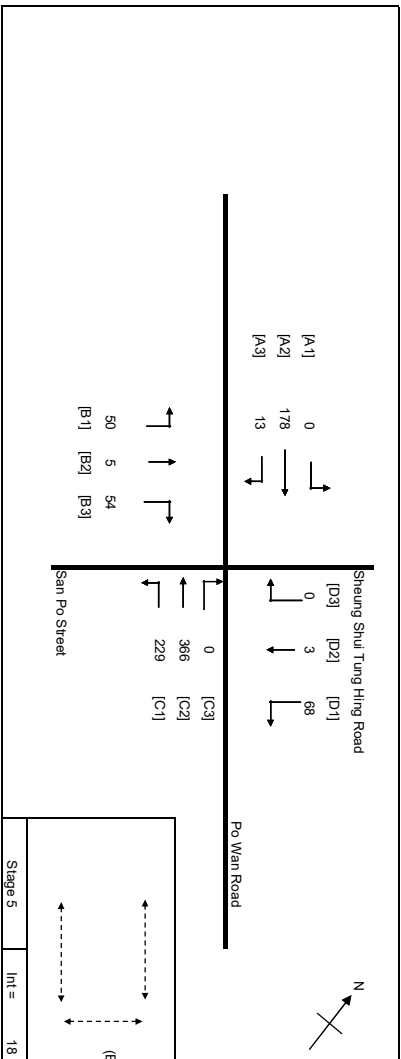 Sheung Shui Tung Hing Road
[D3] [D2] [D1]
0 3 68
N
[A1] 0
[A2] 178
[A3] 13
Po Wan Road
0 [C3]
366 [C2]
229 [C1]
50 5 54
[B1] [B2] [B3]
San Po Street
Stage 5 Int = 18